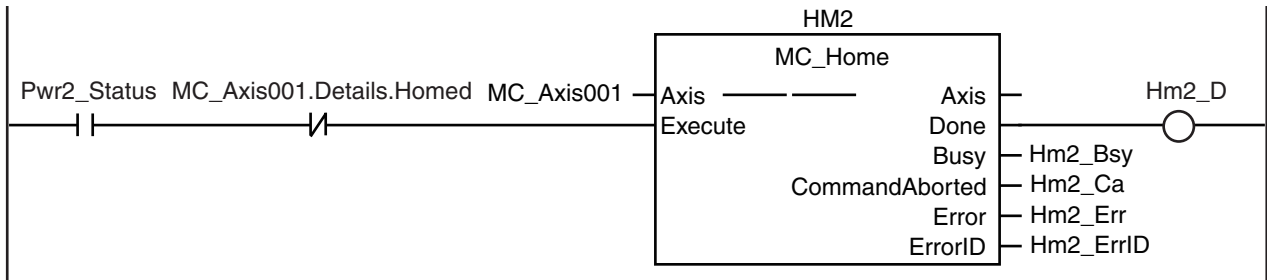 HM2
MC_Home
Pwr2_Status MC_Axis001.Details.Homed MC_Axis001 Axis Axis Hm2_D
Execute Done
Busy Hm2_Bsy
CommandAborted Hm2_Ca
Error Hm2_Err
ErrorID Hm2_ErrID